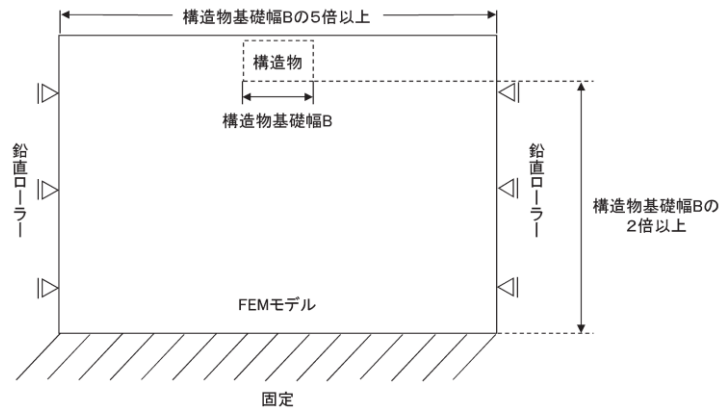 構造物基礎幅Bの5倍以上
構造物
構造物基礎幅B
鉛直ローラー
鉛直ローラー
構造物基礎幅Bの
2倍以上
FEMモデル
固定